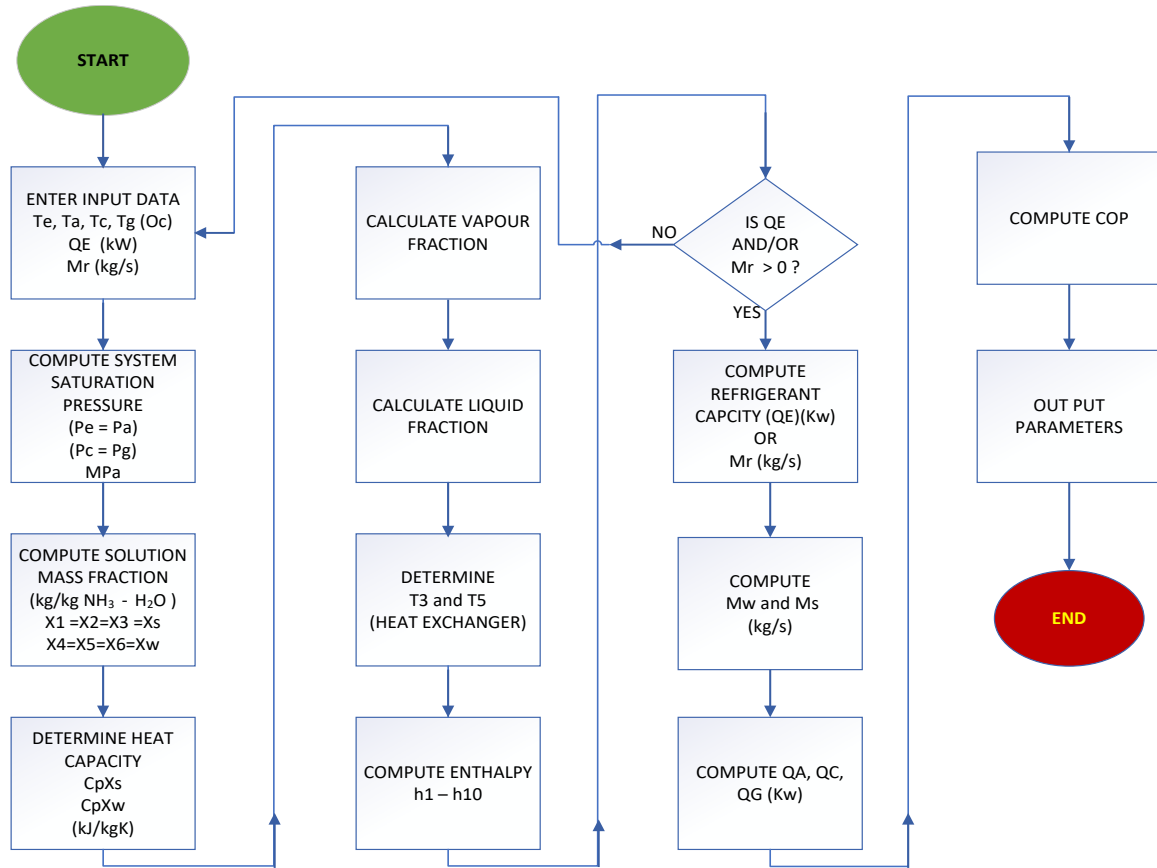 START
ENTER INPUT DATA
Te, Ta, Tc, Tg (Oc)
QE (kW)
Mr (kg/s)
COMPUTE SYSTEM
SATURATION
PRESSURE
(Pe = Pa)
(Pc = Pg)
MPa
COMPUTE SOLUTION
MASS FRACTION
(kg/kg NH₃ - H₂O )
X1 =X2=X3 =Xs
X4=X5=X6=Xw
DETERMINE HEAT
CAPACITY
CpXs
CpXw
(kJ/kgK)
CALCULATE VAPOUR
FRACTION
CALCULATE LIQUID
FRACTION
DETERMINE
T3 and T5
(HEAT EXCHANGER)
COMPUTE ENTHALPY
h1 – h10
IS QE
AND/OR
Mr > 0 ?
NO
YES
COMPUTE
REFRIGERANT
CAPCITY (QE)(Kw)
OR
Mr (kg/s)
COMPUTE
Mw and Ms
(kg/s)
COMPUTE QA, QC,
QG (Kw)
COMPUTE COP
OUT PUT
PARAMETERS
END